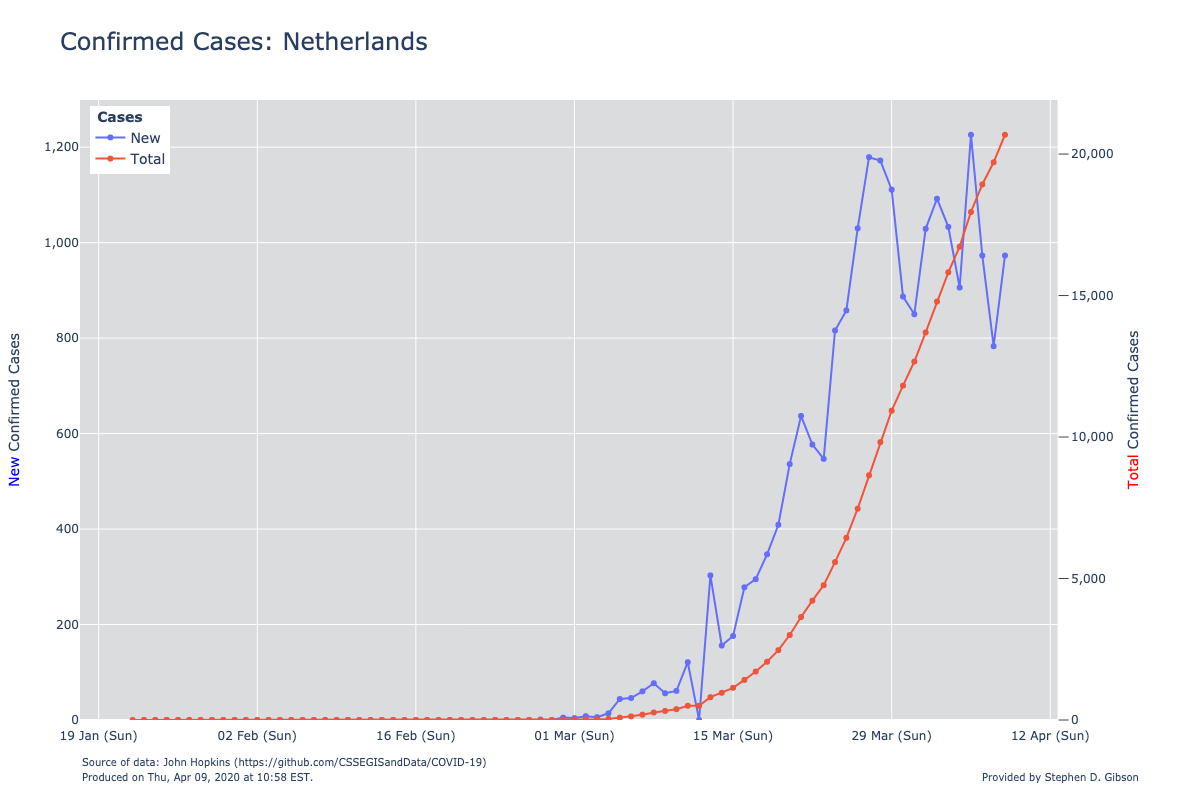 Confirmed Cases: Netherlands
Cases
New
Total
1,200
1,000
800
600
400
200
0
20,000
15,000
10,000
5,000
0
New Confirmed Cases
Total Confirmed Cases
19 Jan (Sun)
02 Feb (Sun)
16 Feb (Sun)
01 Mar (Sun)
15 Mar (Sun)
29 Mar (Sun)
12 Apr (Sun)
Source of data: John Hopkins (https://github.com/CSSEGISandData/COVID-19)
Produced on Thu, Apr 09, 2020 at 10:58 EST.
Provided by Stephen D. Gibson